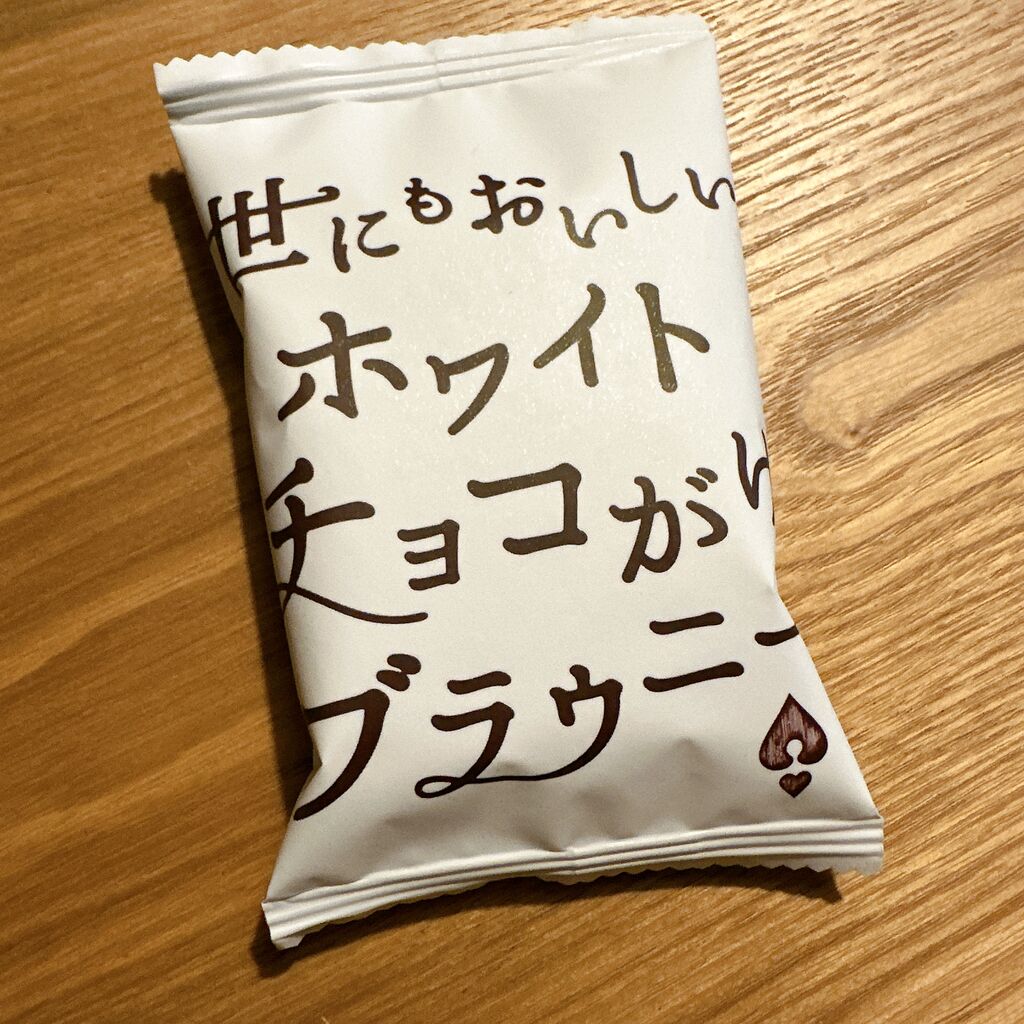 世にもおいしい
ホワイト
チョコがけ
ブラウニー